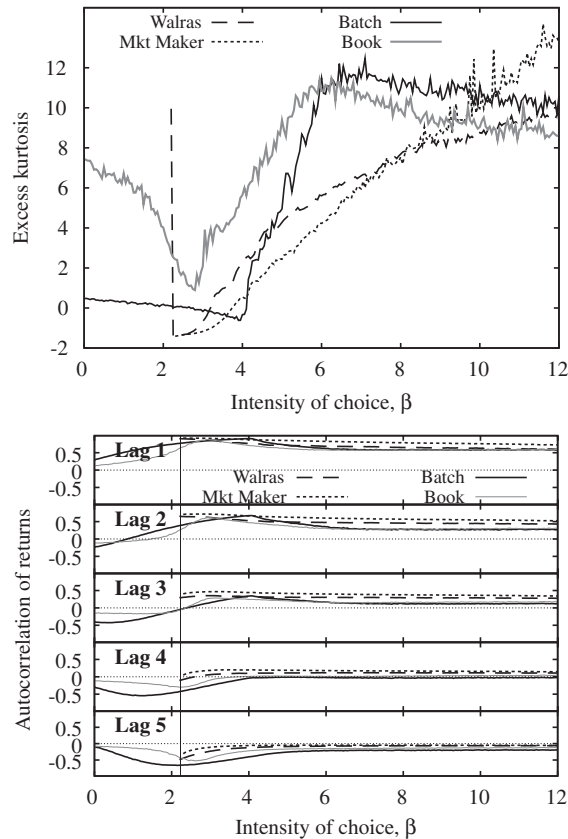 Walras
Batch
Mkt Maker
Book
12
10
8
6
4
2
0
-2
Excess kurtosis
0 2 4 6 8 10 12
Intensity of choice, β
Autocorrelation of returns
Lag 1
0.5
0
-0.5
Walras
Batch
Mkt Maker
Book
Lag 2
0.5
0
-0.5
Lag 3
0.5
0
-0.5
Lag 4
0.5
0
-0.5
Lag 5
0.5
0
-0.5
0 2 4 6 8 10 12
Intensity of choice, β